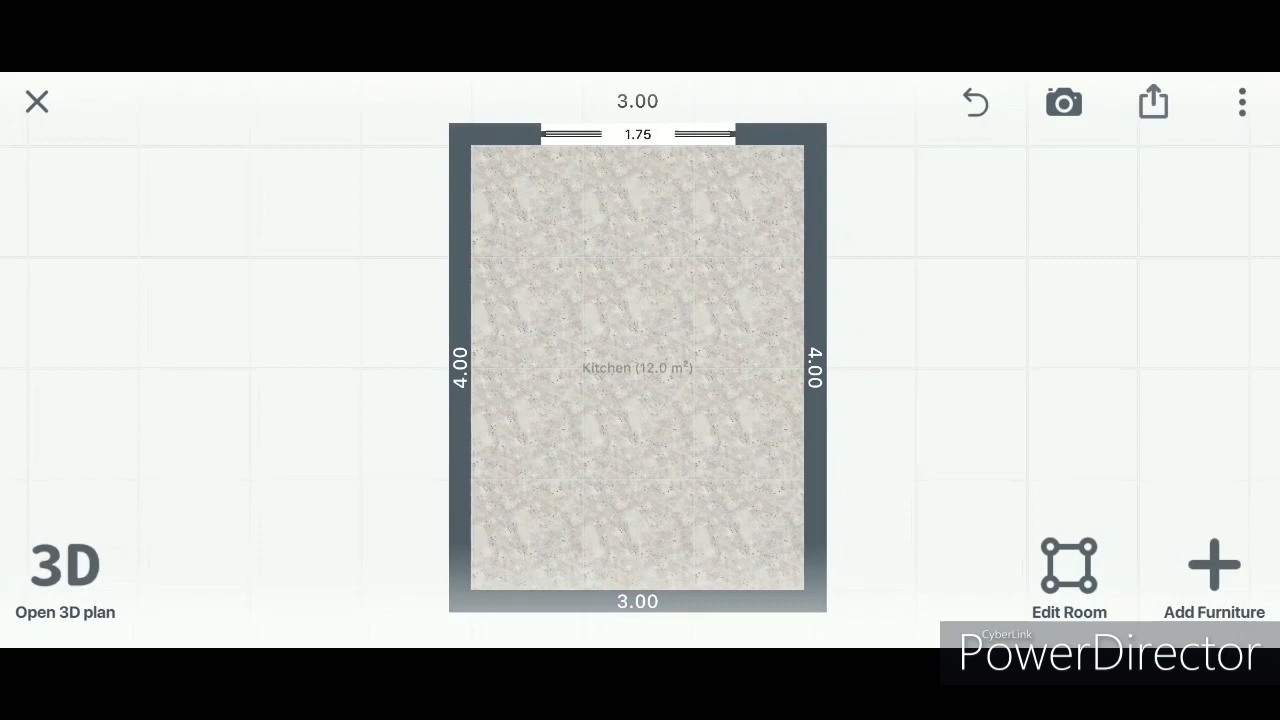 3.00
1.75
4.00
4.00
Kitchen (12.0 m²)
3D
Open 3D plan
3.00
Edit Room
Add Furniture
CyberLink
PowerDirector